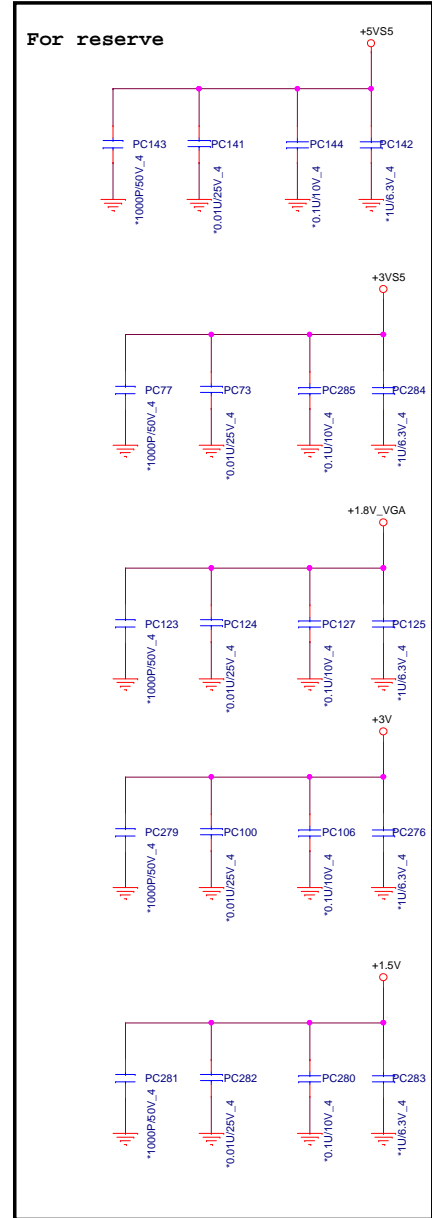 For reserve
+5VS5
PC143
PC141
PC144
PC142
*1000P/50V_4
*0.01U/25V_4
*0.1U/10V_4
*1U/6.3V_4
+3VS5
PC77
PC73
PC285
PC284
*1000P/50V_4
*0.01U/25V_4
*0.1U/10V_4
*1U/6.3V_4
+1.8V_VGA
PC123
PC124
PC127
PC125
*1000P/50V_4
*0.01U/25V_4
*0.1U/10V_4
*1U/6.3V_4
+3V
PC279
PC100
PC106
PC276
*1000P/50V_4
*0.01U/25V_4
*0.1U/10V_4
*1U/6.3V_4
+1.5V
PC281
PC282
PC280
PC283
*1000P/50V_4
*0.01U/25V_4
*0.1U/10V_4
*1U/6.3V_4